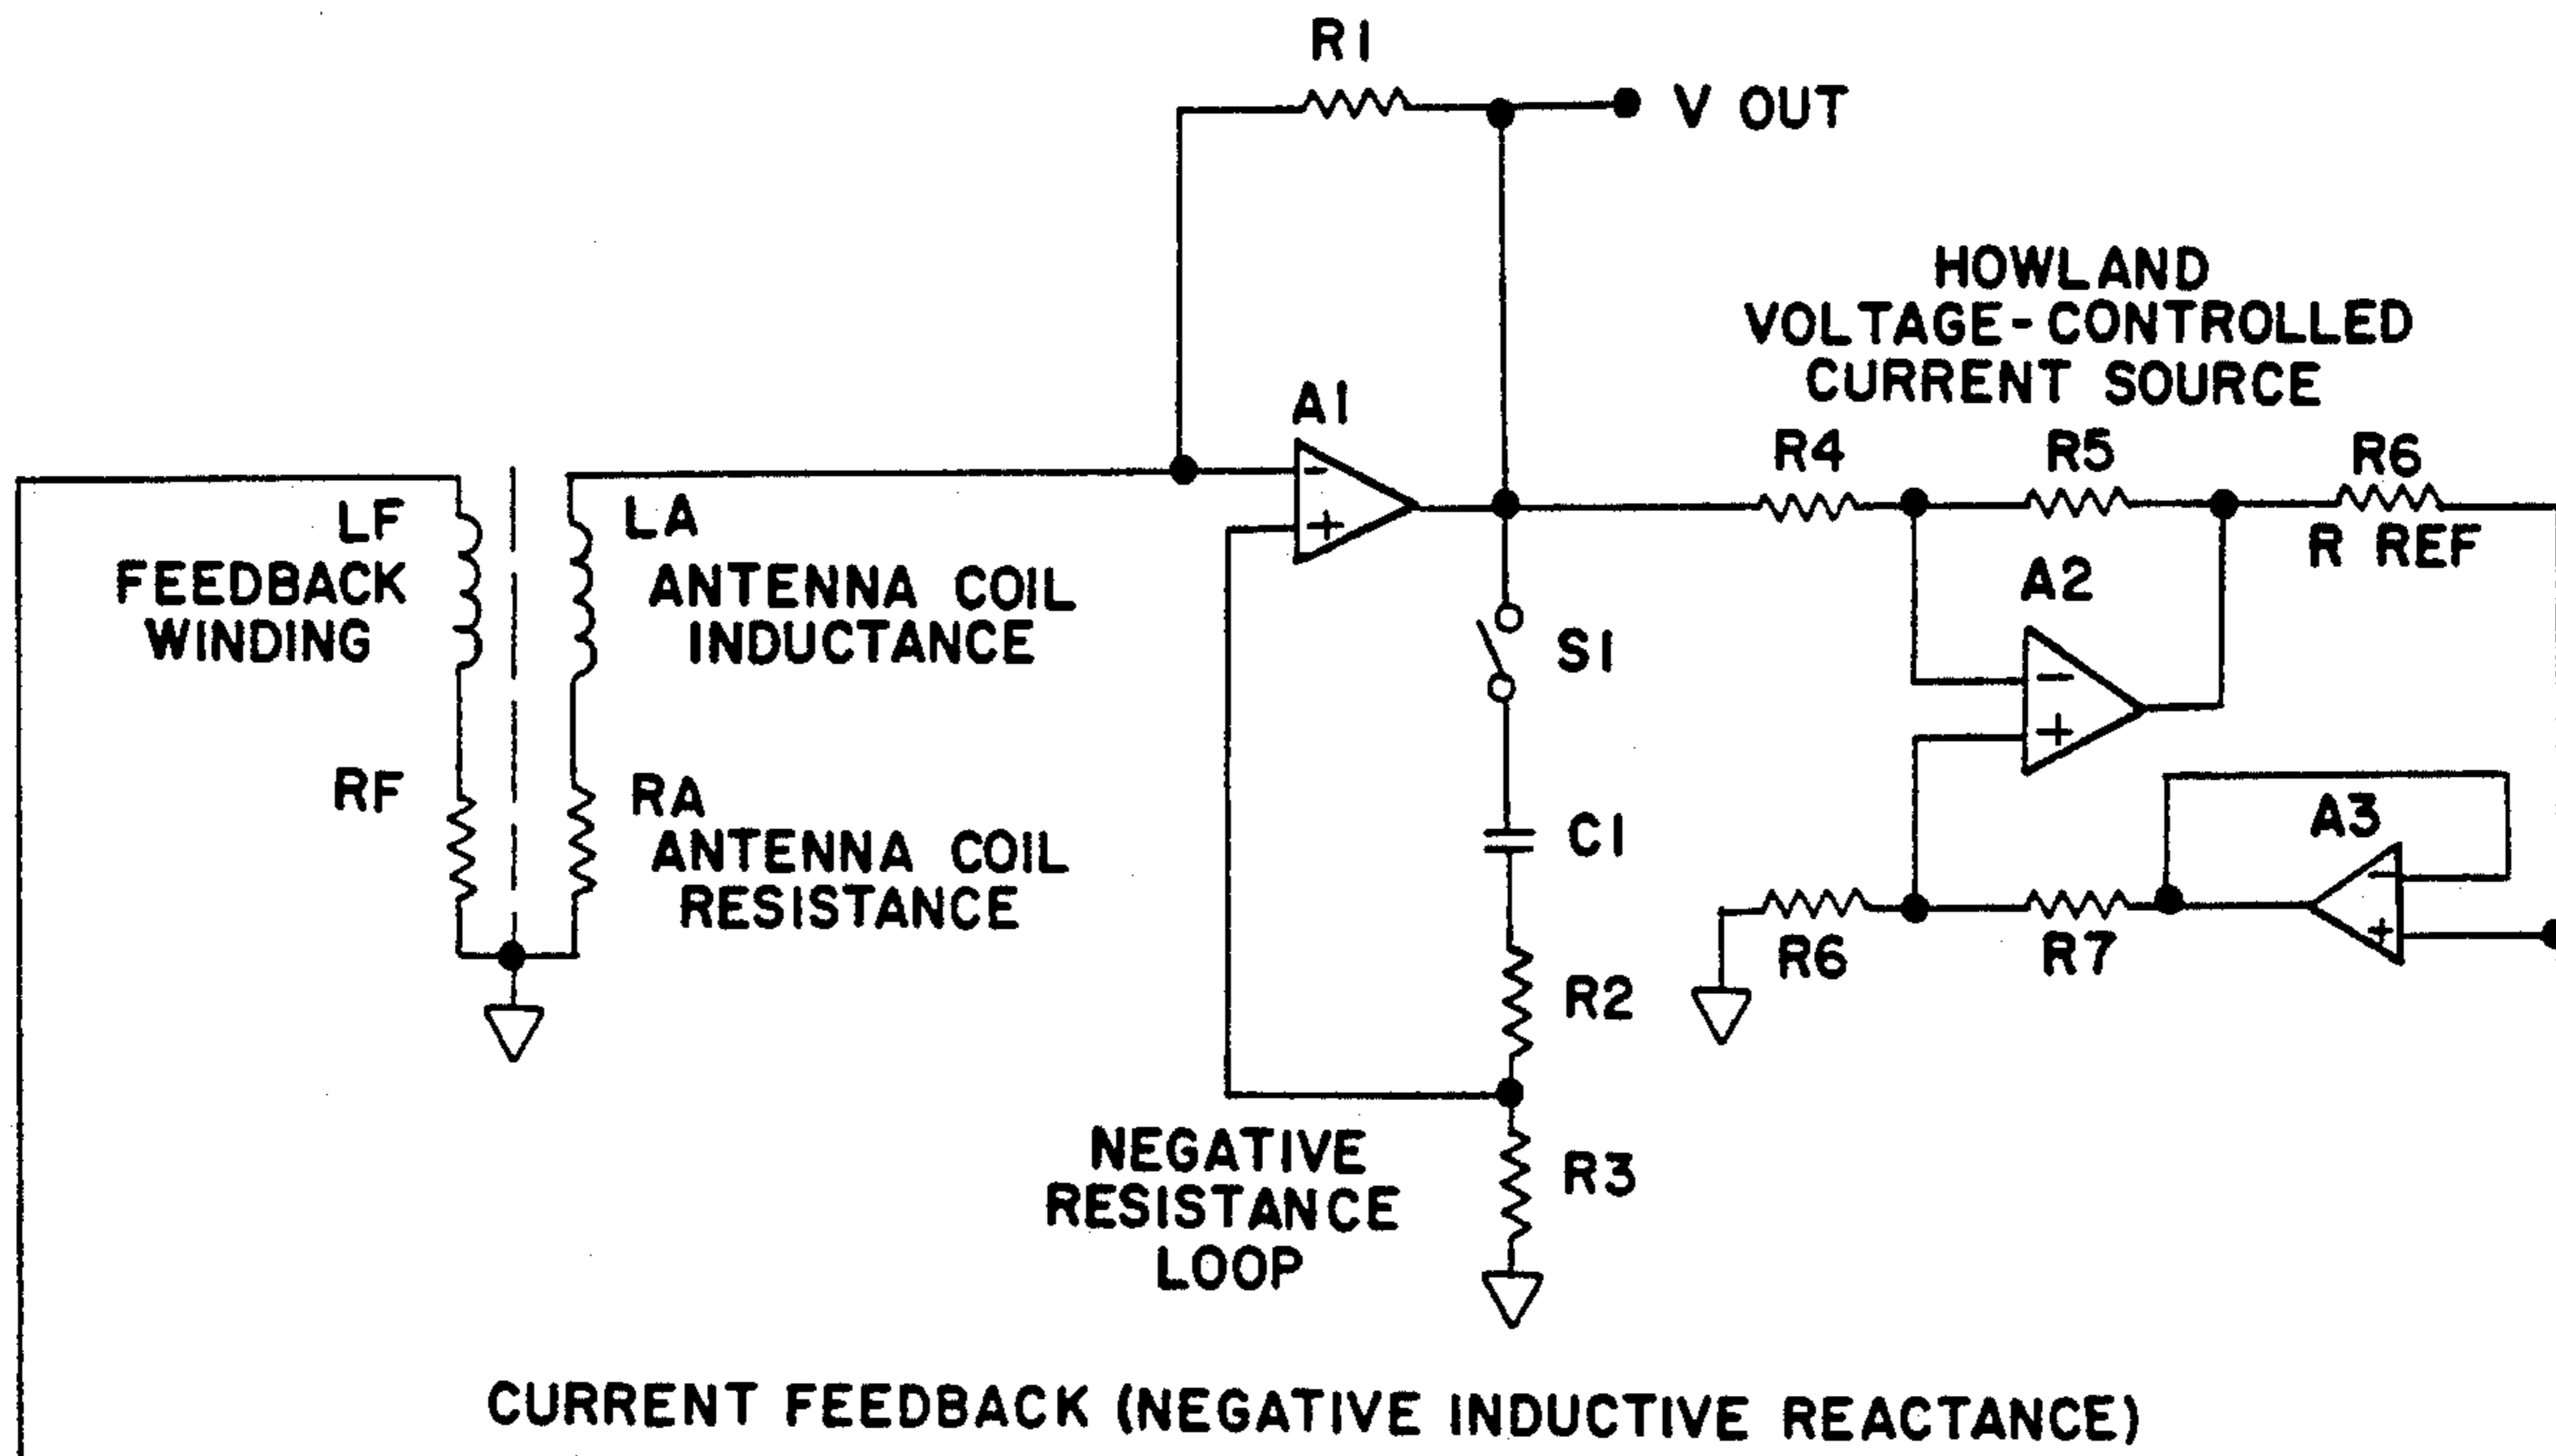 R1
V OUT
HOWLAND
VOLTAGE-CONTROLLED
CURRENT SOURCE
A1
R4
R5
R6
R REF
LF
FEEDBACK
WINDING
LA
ANTENNA COIL
INDUCTANCE
-
+
A2
-
+
S1
RF
RA
ANTENNA COIL
RESISTANCE
C1
A3
-
+
R6
R7
R2
NEGATIVE
RESISTANCE
LOOP
R3
CURRENT FEEDBACK (NEGATIVE INDUCTIVE REACTANCE)